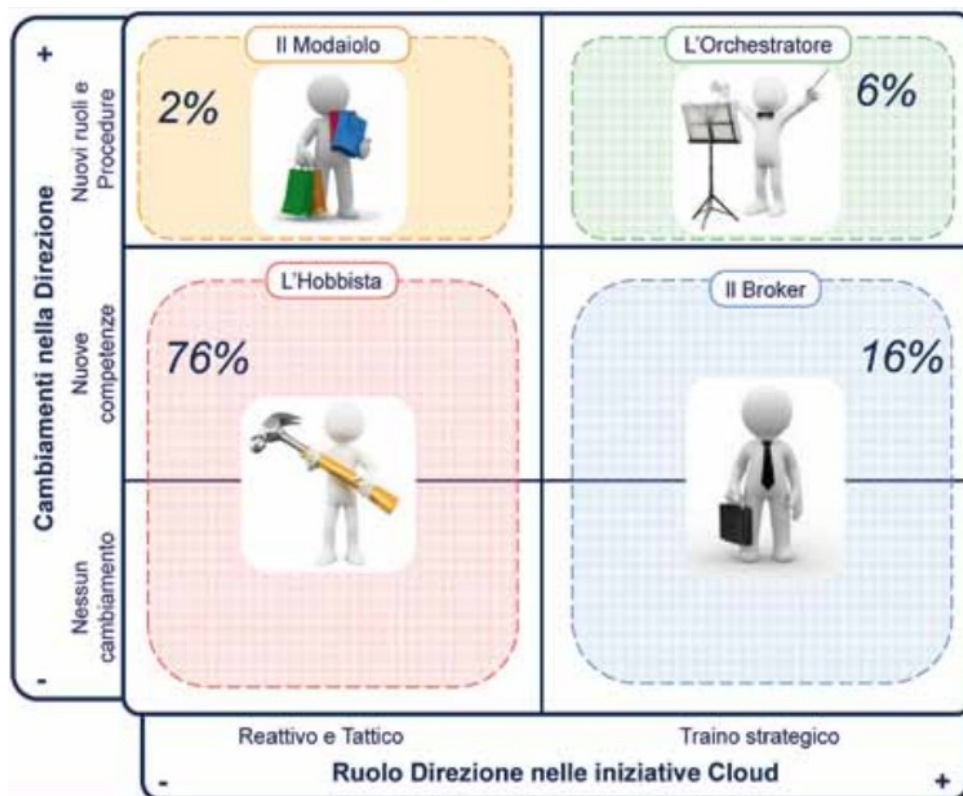 +
Cambiamenti nella Direzione
Nuovi ruoli e
Procedure
Nuove
competenze
Nessun
cambiamento
-
Il Modaiolo
2%
L'Orchestratore
6%
L'Hobbista
76%
Il Broker
16%
Reattivo e Tattico
Traino strategico
-
Ruolo Direzione nelle iniziative Cloud
+